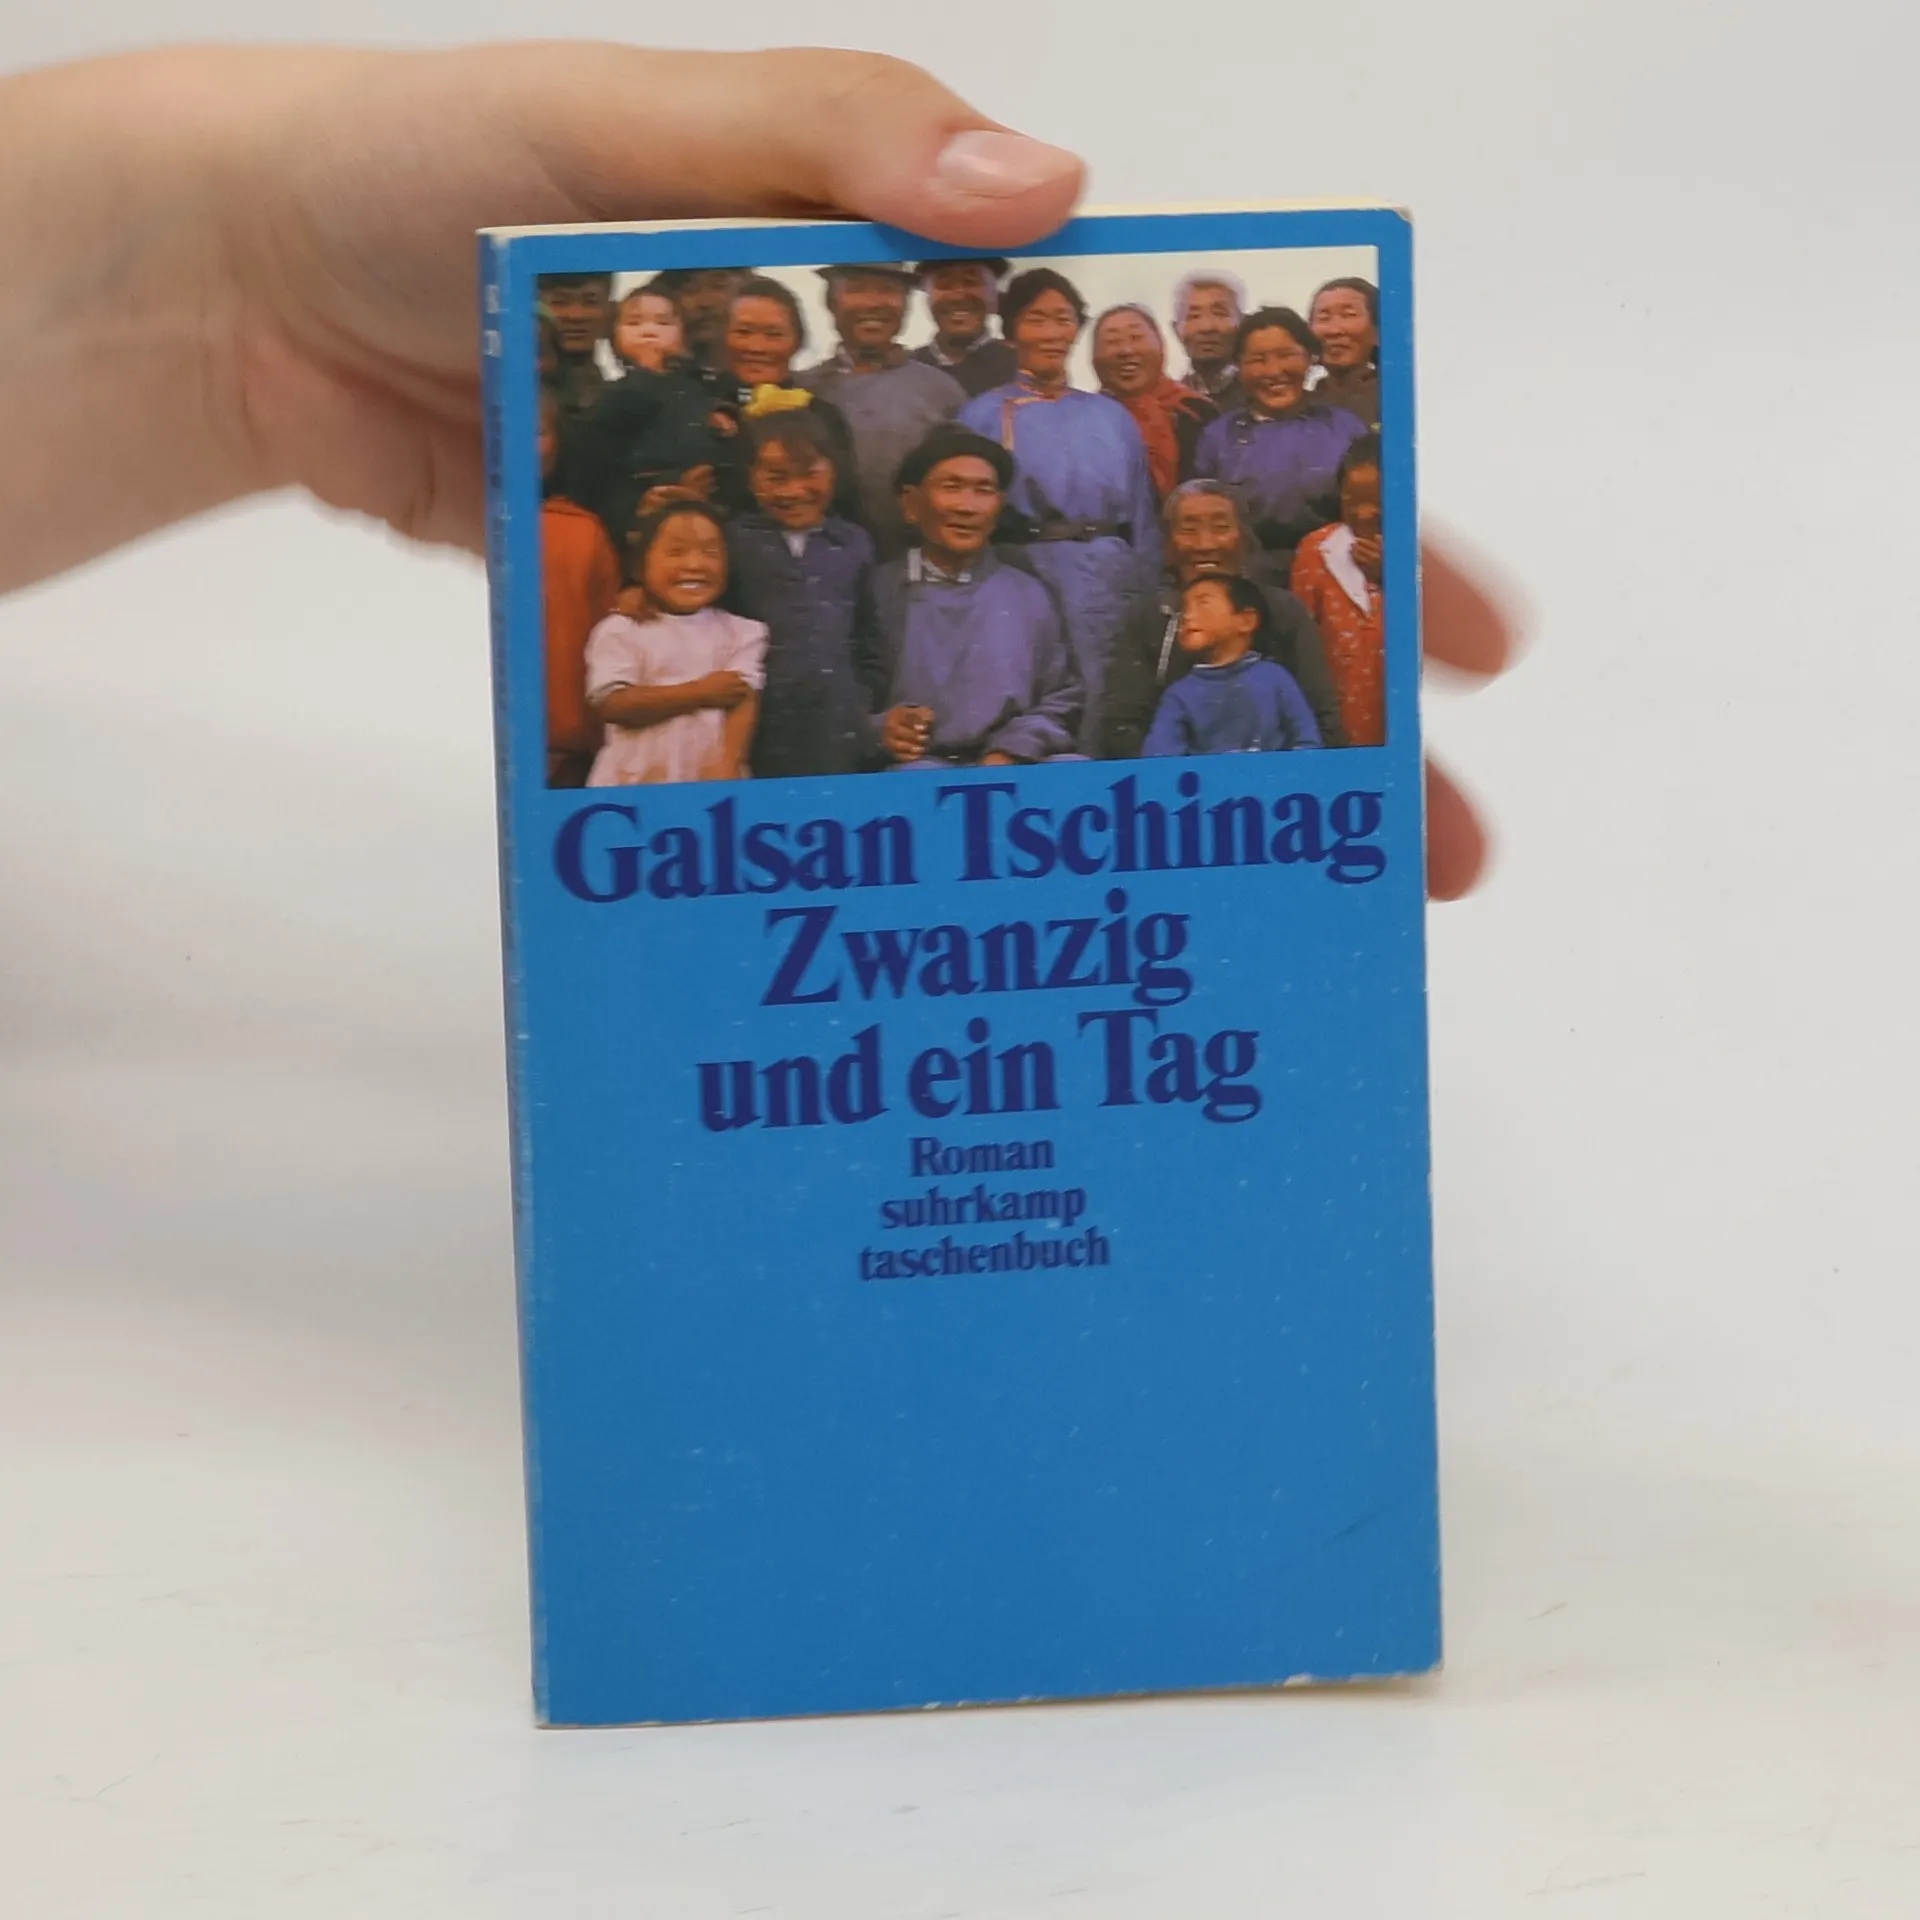 Galsan Tschinag
Zwanzig
und ein Tag
Roman
suhrkamp
taschenbuch